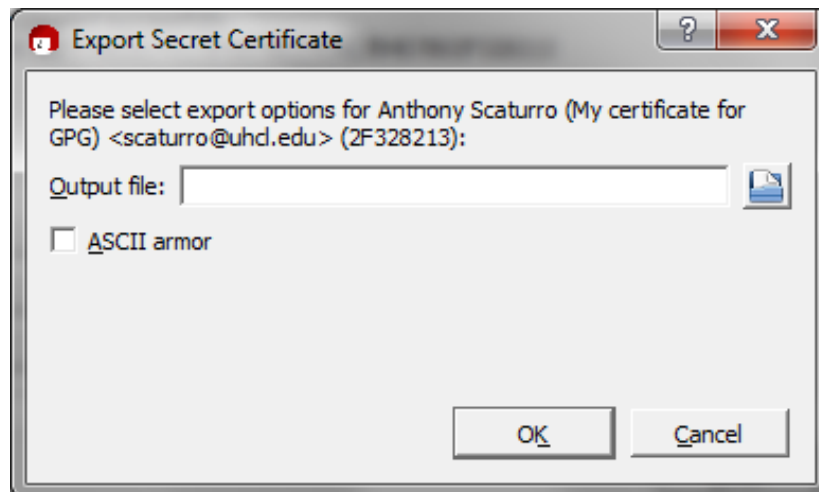 Export Secret Certificate
Please select export options for Anthony Scaturro (My certificate for
GPG) <scaturro@uhcl.edu> (2F328213):
Output file:
ASCII armor
OK
Cancel